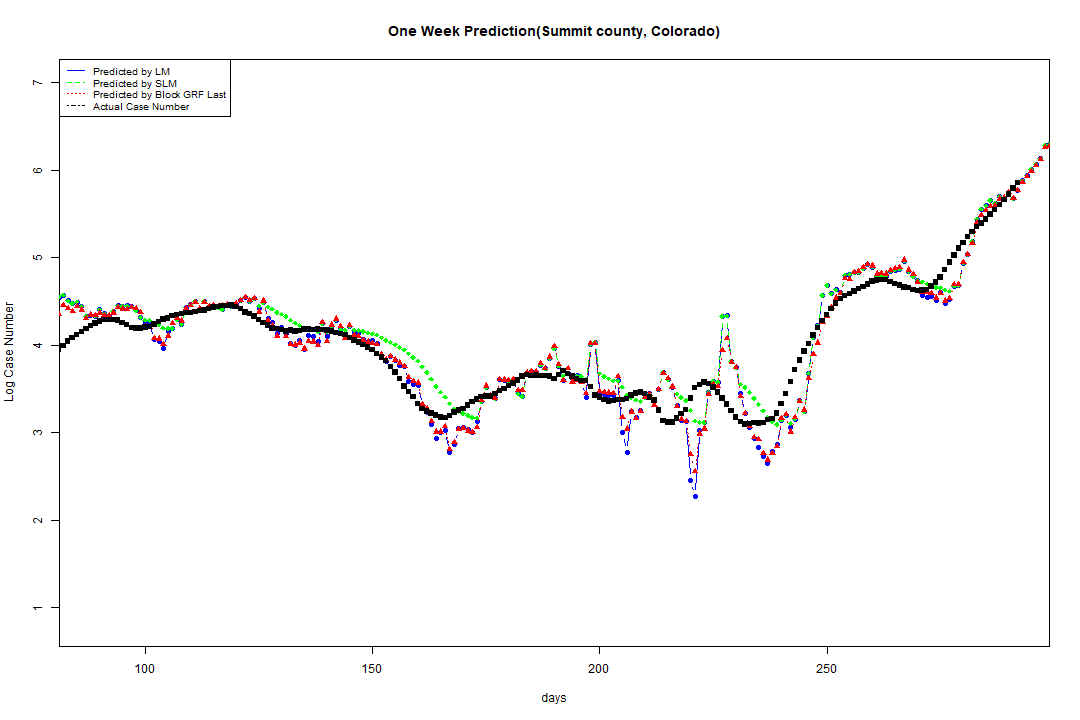 One Week Prediction(Summit county, Colorado)
Predicted by LM
Predicted by SLM
Predicted by Block GRF Last
Actual Case Number
Log Case Number
7
6
5
4
3
2
1
100
150
200
250
days